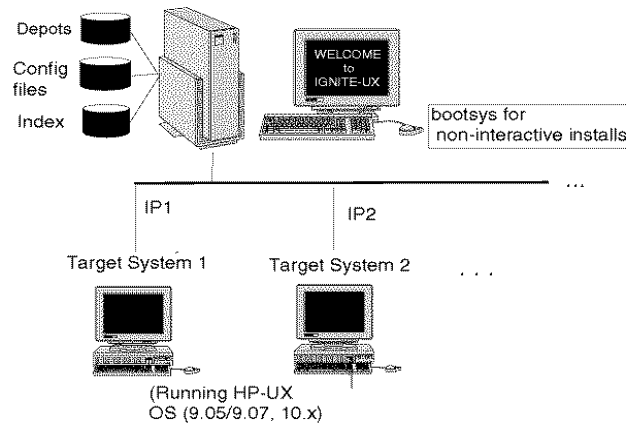 Depots
Config
files
Index
WELCOME
to
IGNITE-UX
bootsys for
non-interactive installs
...
IP1
IP2
Target System 1
Target System 2
. . .
(Running HP-UX
OS (9.05/9.07, 10.x)